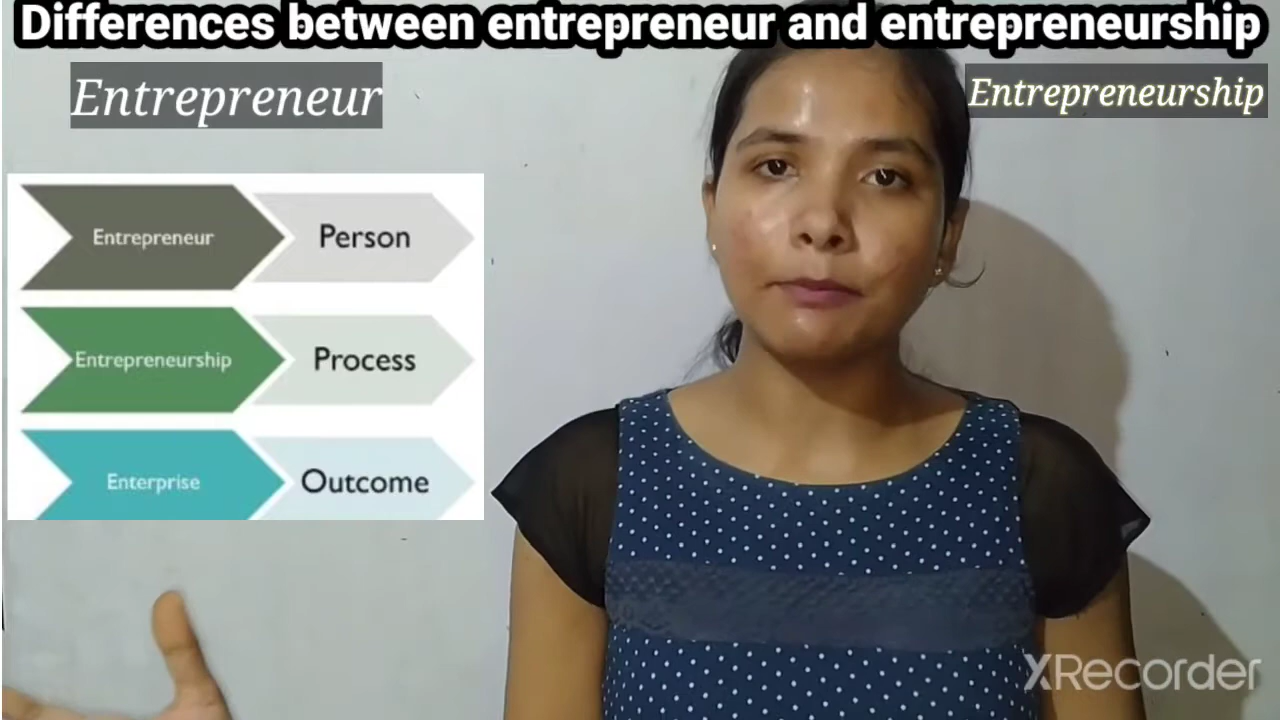 Differences between entrepreneur and entrepreneurship
Entrepreneur
Entrepreneurship
Entrepreneur
Person
Entrepreneurship
Process
Enterprise
Outcome
XRecorder